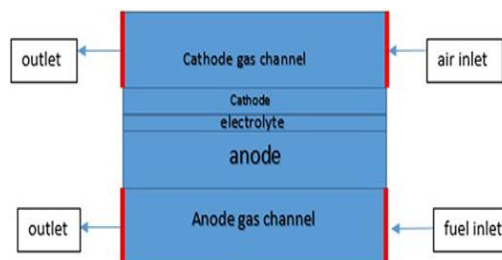 outlet
Cathode gas channel
air inlet
Cathode
electrolyte
anode
outlet
Anode gas channel
fuel inlet